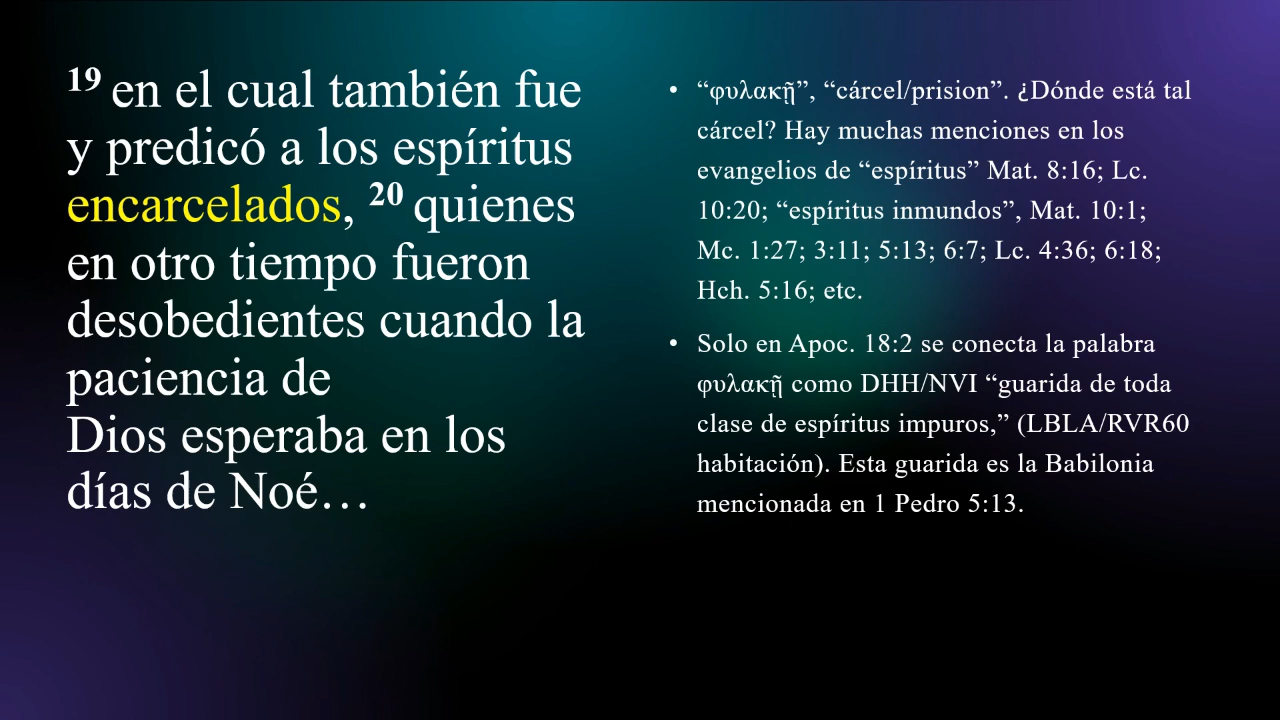 19 en el cual también fue
y predicó a los espíritus
encarcelados, 20 quienes
en otro tiempo fueron
desobedientes cuando la
paciencia de
Dios esperaba en los
días de Noé…
• “φυλακῇ”, “cárcel/prision”. ¿Dónde está tal
cárcel? Hay muchas menciones en los
evangelios de “espíritus” Mat. 8:16; Lc.
10:20; “espíritus inmundos”, Mat. 10:1;
Mc. 1:27; 3:11; 5:13; 6:7; Lc. 4:36; 6:18;
Hch. 5:16; etc.
• Solo en Apoc. 18:2 se conecta la palabra
φυλακῇ como DHH/NVI “guarida de toda
clase de espíritus impuros,” (LBLA/RVR60
habitación). Esta guarida es la Babilonia
mencionada en 1 Pedro 5:13.